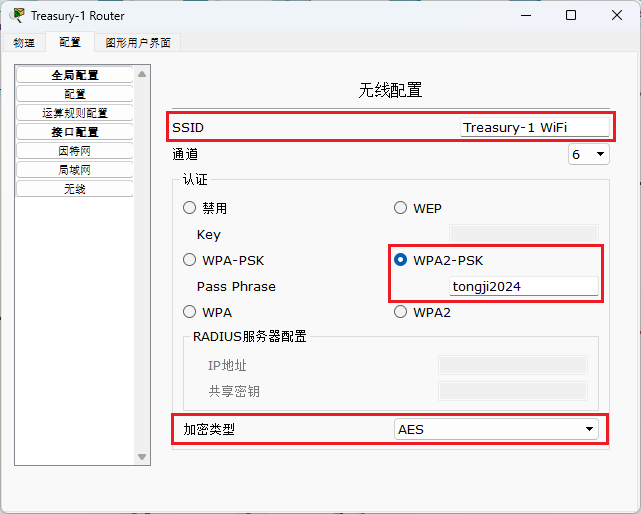 Treasury-1 Router
物理 配置 图形用户界面
全局配置
配置
运算规则配置
接口配置
因特网
局域网
无线
无线配置
SSID Treasury-1 WiFi
通道 6
认证
禁用 WEP
Key
WPA-PSK WPA2-PSK
Pass Phrase tongji2024
WPA WPA2
RADIUS服务器配置
IP地址
共享密钥
加密类型 AES